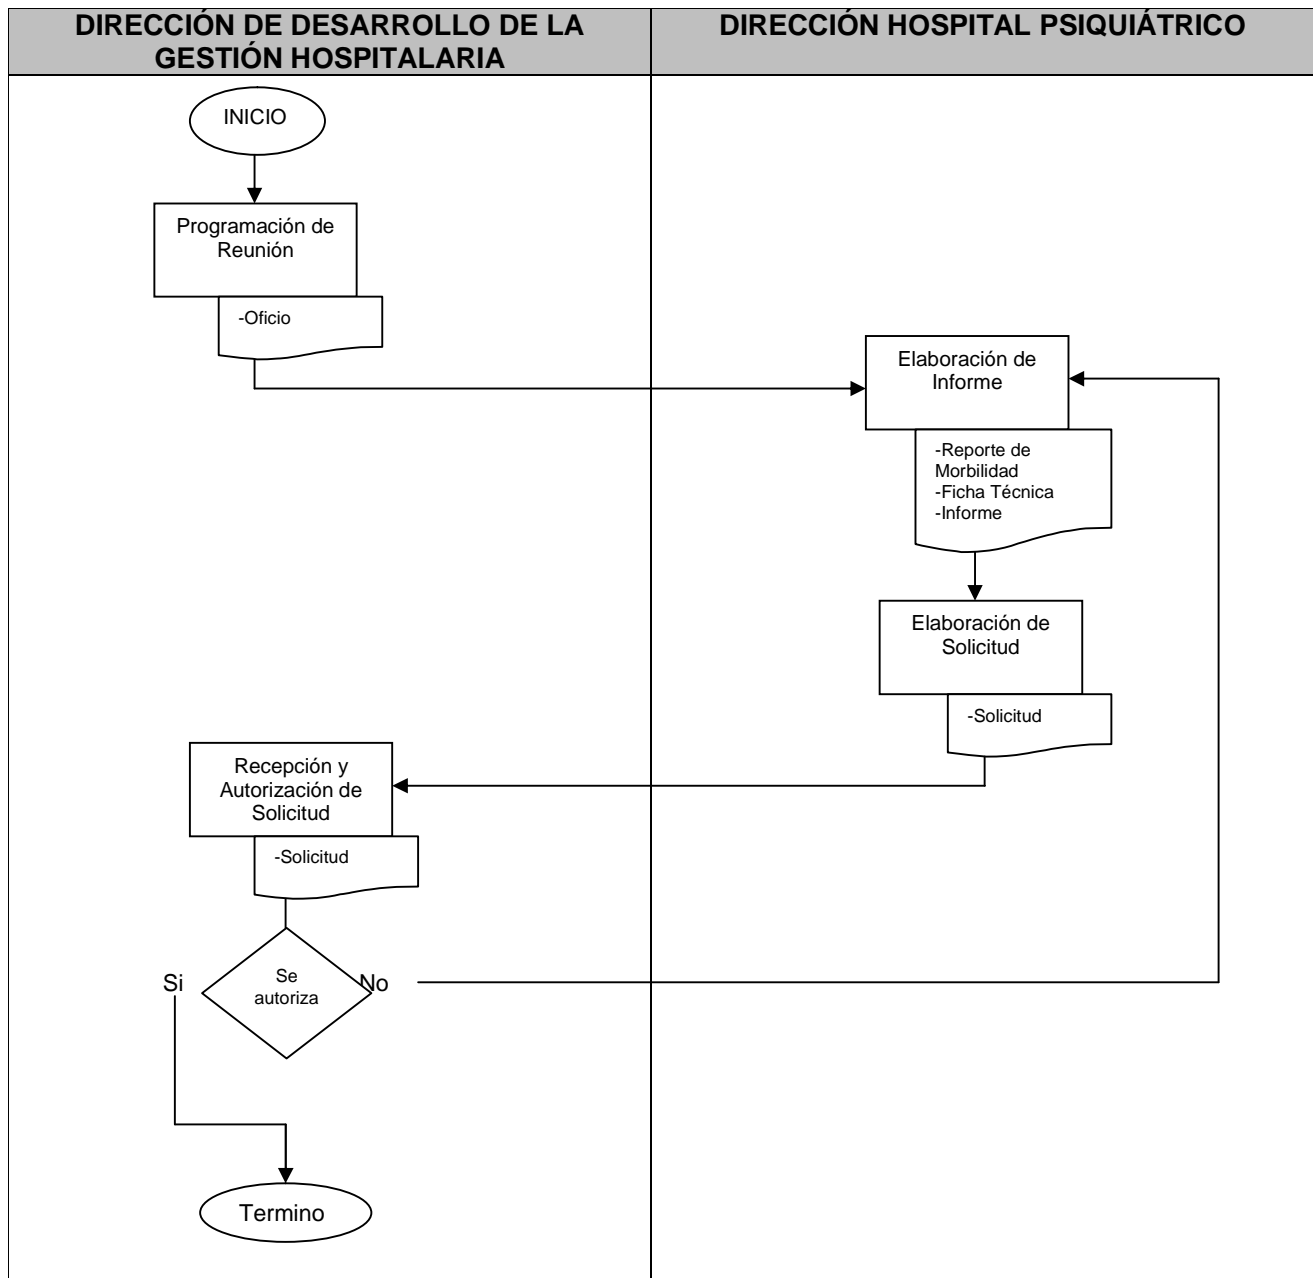 DIRECCIÓN DE DESARROLLO DE LA
GESTIÓN HOSPITALARIA
DIRECCIÓN HOSPITAL PSIQUIÁTRICO
INICIO
Programación de
Reunión
-Oficio
Elaboración de
Informe
-Reporte de
Morbilidad
-Ficha Técnica
-Informe
Elaboración de
Solicitud
-Solicitud
Recepción y
Autorización de
Solicitud
-Solicitud
Si
Se
autoriza
No
Termino